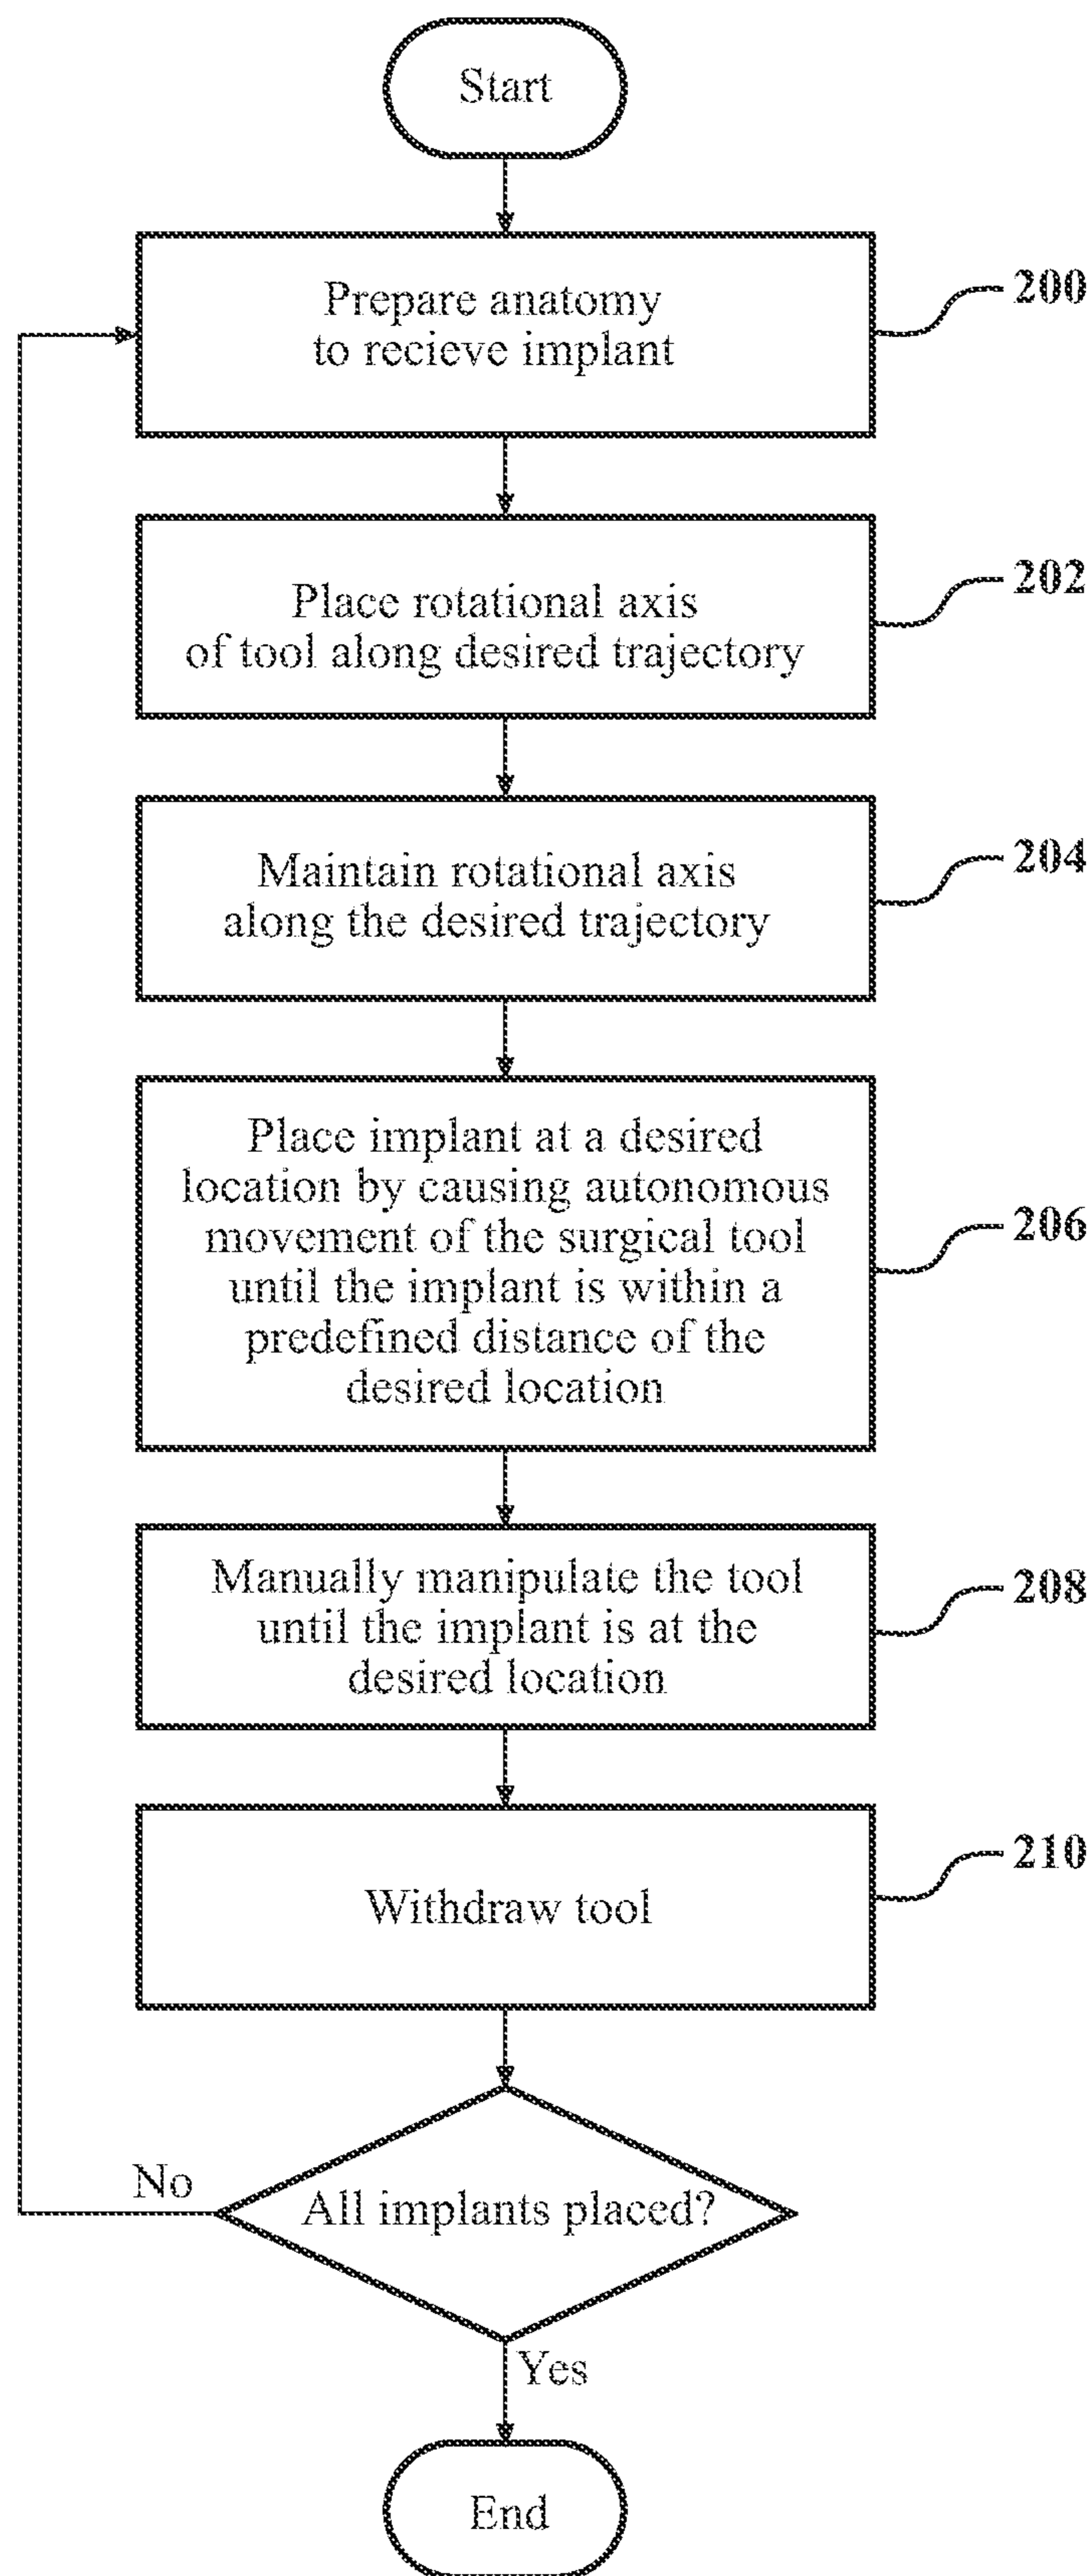 Start
Prepare anatomy
to recieve implant
200
Place rotational axis
of tool along desired trajectory
202
Maintain rotational axis
along the desired trajectory
204
Place implant at a desired
location by causing autonomous
movement of the surgical tool
until the implant is within a
predefined distance of the
desired location
206
Manually manipulate the tool
until the implant is at the
desired location
208
Withdraw tool
210
All implants placed?
No
Yes
End